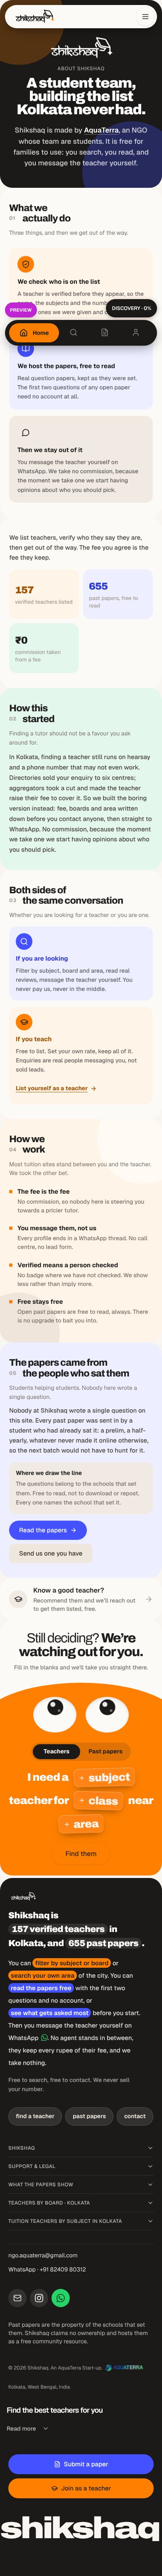 shikshaq
shikshaq
ABOUT SHIKSHAQ
A student team,
building the list
Kolkata never had.
Shikshaq is made by AquaTerra, an NGO
whose team are students. It is free for
families to use: you search, you read, and
you message the teacher yourself.
What we
01 actually do
Three things, and then we get out of the way.
We check who is on the list
A teacher is verified before they appear, so the
PREVIEW
DISCOVERY · 0%
Home
We host the papers, free to read
Real question papers, kept as they were set.
The first two questions of any paper
need no account at all.
Then we stay out of it
You message the teacher yourself on
WhatsApp. We take no commission, because
the moment we take one we start having
opinions about who you should pick.
We list teachers, verify who they say they are,
then get out of the way. The fee you agree is the
fee they keep.
157
verified teachers listed
655
past papers, free to
read
₹0
commission taken
from a fee
How this
02 started
Finding a tutor should not be a favour you ask
around for.
In Kolkata, finding a teacher still runs on hearsay
and a phone number that may not even work.
Directories sold your enquiry to six centres;
aggregators took a cut and made the teacher
raise their fee to cover it. So we built the boring
version instead: fee, board and area written
down before you contact anyone, then straight to
WhatsApp. No commission, because the moment
we take one we start having opinions about who
you should pick.
Both sides of
03 the same conversation
Whether you are looking for a teacher or you are one.
If you are looking
Filter by subject, board and area, read real
reviews, message the teacher yourself. You
never pay us, never in the middle.
If you teach
Free to list. Set your own rate, keep all of it.
Enquiries are real people messaging you, not
sold leads.
List yourself as a teacher →
How we
04 work
Most tuition sites stand between you and the teacher.
We took the other bet.
The fee is the fee
No commission, so nobody here is steering you
towards a pricier tutor.
You message them, not us
Every profile ends in a WhatsApp thread. No call
centre, no lead form.
Verified means a person checked
No badge where we have not checked. We show
less rather than imply more.
Free stays free
Open past papers are free to read, always. There
is no upgrade to bait you into.
The papers came from
05 the people who sat them
Students helping students. Nobody here wrote a
single question.
Nobody at Shikshaq wrote a single question on
this site. Every past paper was sent in by a
student who had already sat it: a prelim, a half-
yearly, whatever never made it online otherwise,
so the next batch would not have to hunt for it.
Where we draw the line
The questions belong to the schools that set
them. Free to read, not to download or repost.
Every one names the school that set it.
Read the papers →
Send us one you have
Know a good teacher?
Recommend them and we'll reach out
to get them listed, free.
Still deciding? We're
watching out for you.
Fill in the blanks and we'll take you straight there.
Teachers
Past papers
I need a + subject
teacher for + class near
+ area
Find them
shikshaq
Shikshaq is
157 verified teachers in
Kolkata, and 655 past papers.
You can filter by subject or board or
search your own area of the city. You can
read the past papers free with the first two
questions and no account, or
see what gets asked most before you start.
Then you message the teacher yourself on
WhatsApp. No agent stands in between,
they keep every rupee of their fee, and we
take nothing.
Free to search, free to contact. We never sell
your number.
find a teacher
past papers
contact
SHIKSHAQ
SUPPORT & LEGAL
WHAT THE PAPERS SHOW
TEACHERS BY BOARD · KOLKATA
TUITION TEACHERS BY SUBJECT IN KOLKATA
ngo.aquaterra@gmail.com
WhatsApp · +91 82409 80312
Past papers are the property of the schools that set
them. Shikshaq claims no ownership and hosts them
as a free community resource.
© 2026 Shikshaq. An AquaTerra Start-up. AQUATERRA
Kolkata, West Bengal, India
Find the best teachers for you
Read more
Submit a paper
Join as a teacher
shikshaq